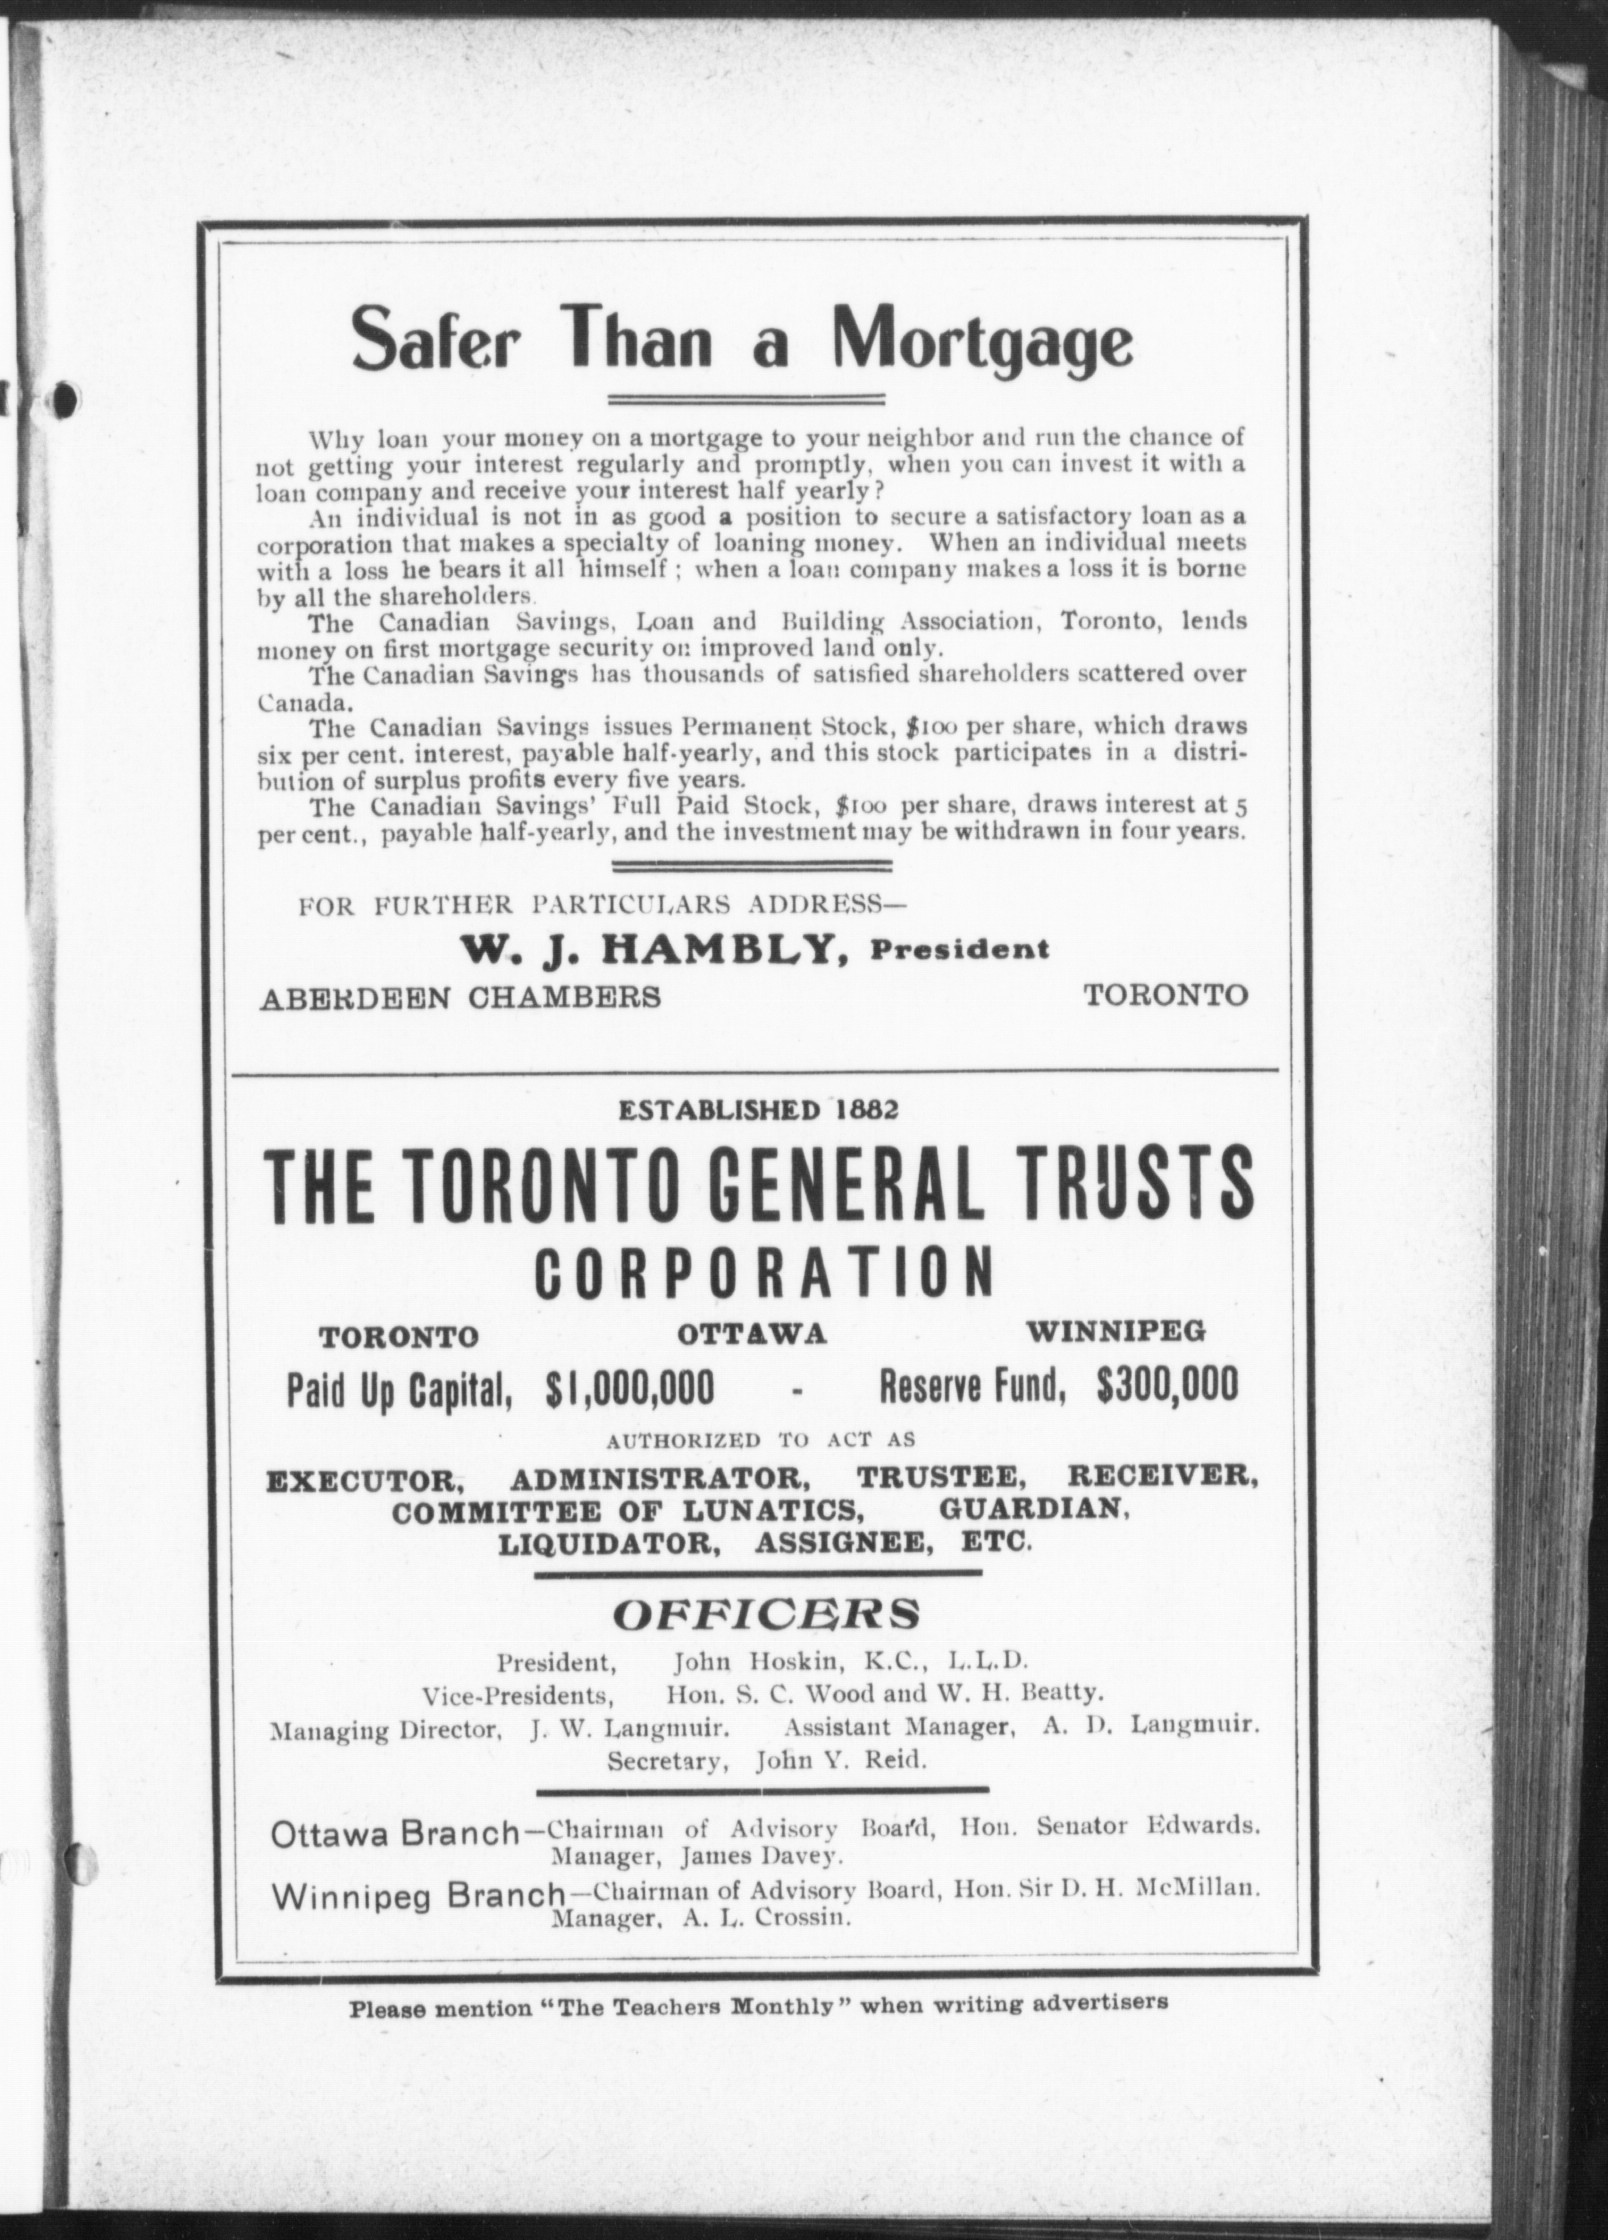 Safer Than a Mortgage
Why loan your money on a mortgage to your neighbor and run the chance of
not getting your interest regularly and promptly, when you can invest it with a
loan company and receive your interest half yearly?
An individual is not in as good a position to secure a satisfactory loan as a
corporation that makes a specialty of loaning money. When an individual meets
with a loss he bears it all himself; when a loan company makes a loss it is borne
by all the shareholders.
The Canadian Savings, Loan and Building Association, Toronto, lends
money on first mortgage security on improved land only.
The Canadian Savings has thousands of satisfied shareholders scattered over
Canada.
The Canadian Savings issues Permanent Stock, $100 per share, which draws
six per cent. interest, payable half-yearly, and this stock participates in a distri-
bution of surplus profits every five years.
The Canadian Savings' Full Paid Stock, $100 per share, draws interest at 5
per cent., payable half-yearly, and the investment may be withdrawn in four years.
FOR FURTHER PARTICULARS ADDRESS—
W. J. HAMBLY, President
ABERDEEN CHAMBERS TORONTO
ESTABLISHED 1882
THE TORONTO GENERAL TRUSTS
CORPORATION
TORONTO OTTAWA WINNIPEG
Paid Up Capital, $1,000,000 - Reserve Fund, $300,000
AUTHORIZED TO ACT AS
EXECUTOR, ADMINISTRATOR, TRUSTEE, RECEIVER,
COMMITTEE OF LUNATICS, GUARDIAN,
LIQUIDATOR, ASSIGNEE, ETC.
OFFICERS
President, John Hoskin, K.C., L.L.D.
Vice-Presidents, Hon. S. C. Wood and W. H. Beatty.
Managing Director, J. W. Langmuir. Assistant Manager, A. D. Langmuir.
Secretary, John Y. Reid.
Ottawa Branch—Chairman of Advisory Board, Hon. Senator Edwards.
Manager, James Davey.
Winnipeg Branch—Chairman of Advisory Board, Hon. Sir D. H. McMillan.
Manager, A. L. Crossin.
Please mention "The Teachers Monthly" when writing advertisers